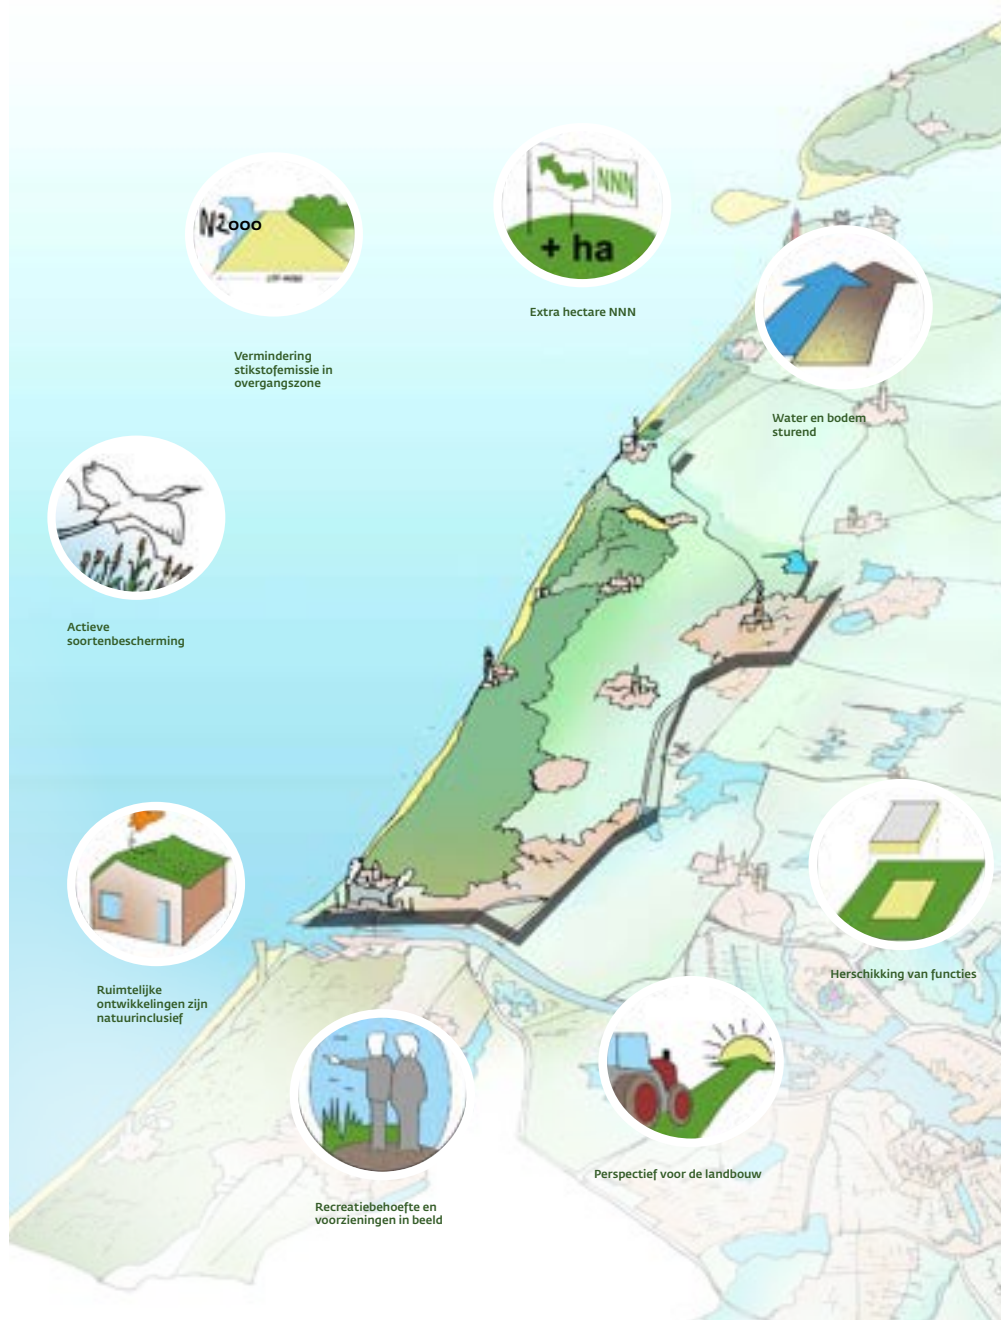 NNN
+ ha
N2000
Extra hectare NNN
Vermindering
stikstofemissie in
overgangszone
Water en bodem
sturend
Actieve
soortenbescherming
Herschikking van functies
Ruimtelijke
ontwikkelingen zijn
natuurinclusief
Perspectief voor de landbouw
Recreatiebehoefte en
voorzieningen in beeld